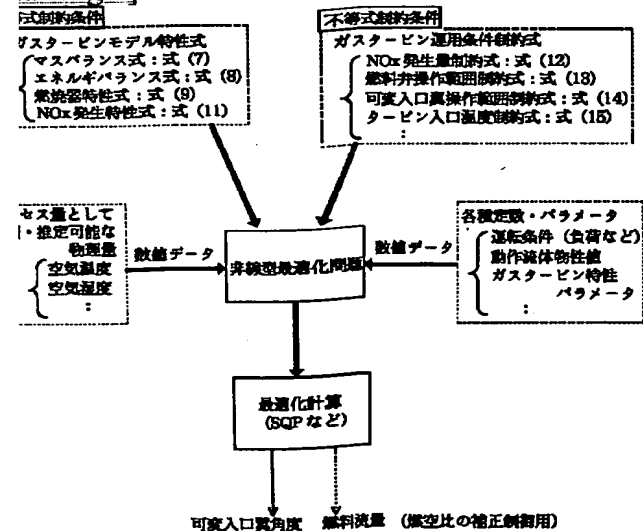 等式制約条件
ガスタービンモデル特性式
マスバランス式：式 (7)
エネルギバランス式：式 (8)
燃焼器特性式：式 (9)
NOx 発生特性式：式 (11)
不等式制約条件
ガスタービン運用条件制約式
NOx 発生量制約式：式 (12)
燃料弁操作範囲制約式：式 (13)
可変入口翼操作範囲制約式：式 (14)
タービン入口温度制約式：式 (15)
:
セス量として
・推定可能な
物理量
空気温度
空気湿度
:
数値データ
非線型最適化問題
数値データ
各種定数・パラメータ
運転条件（負荷など）
動作流体物性値
ガスタービン特性
パラメータ
:
最適化計算
(SQP など)
可変入口翼角度
燃料流量 （燃空比の補正制御用）